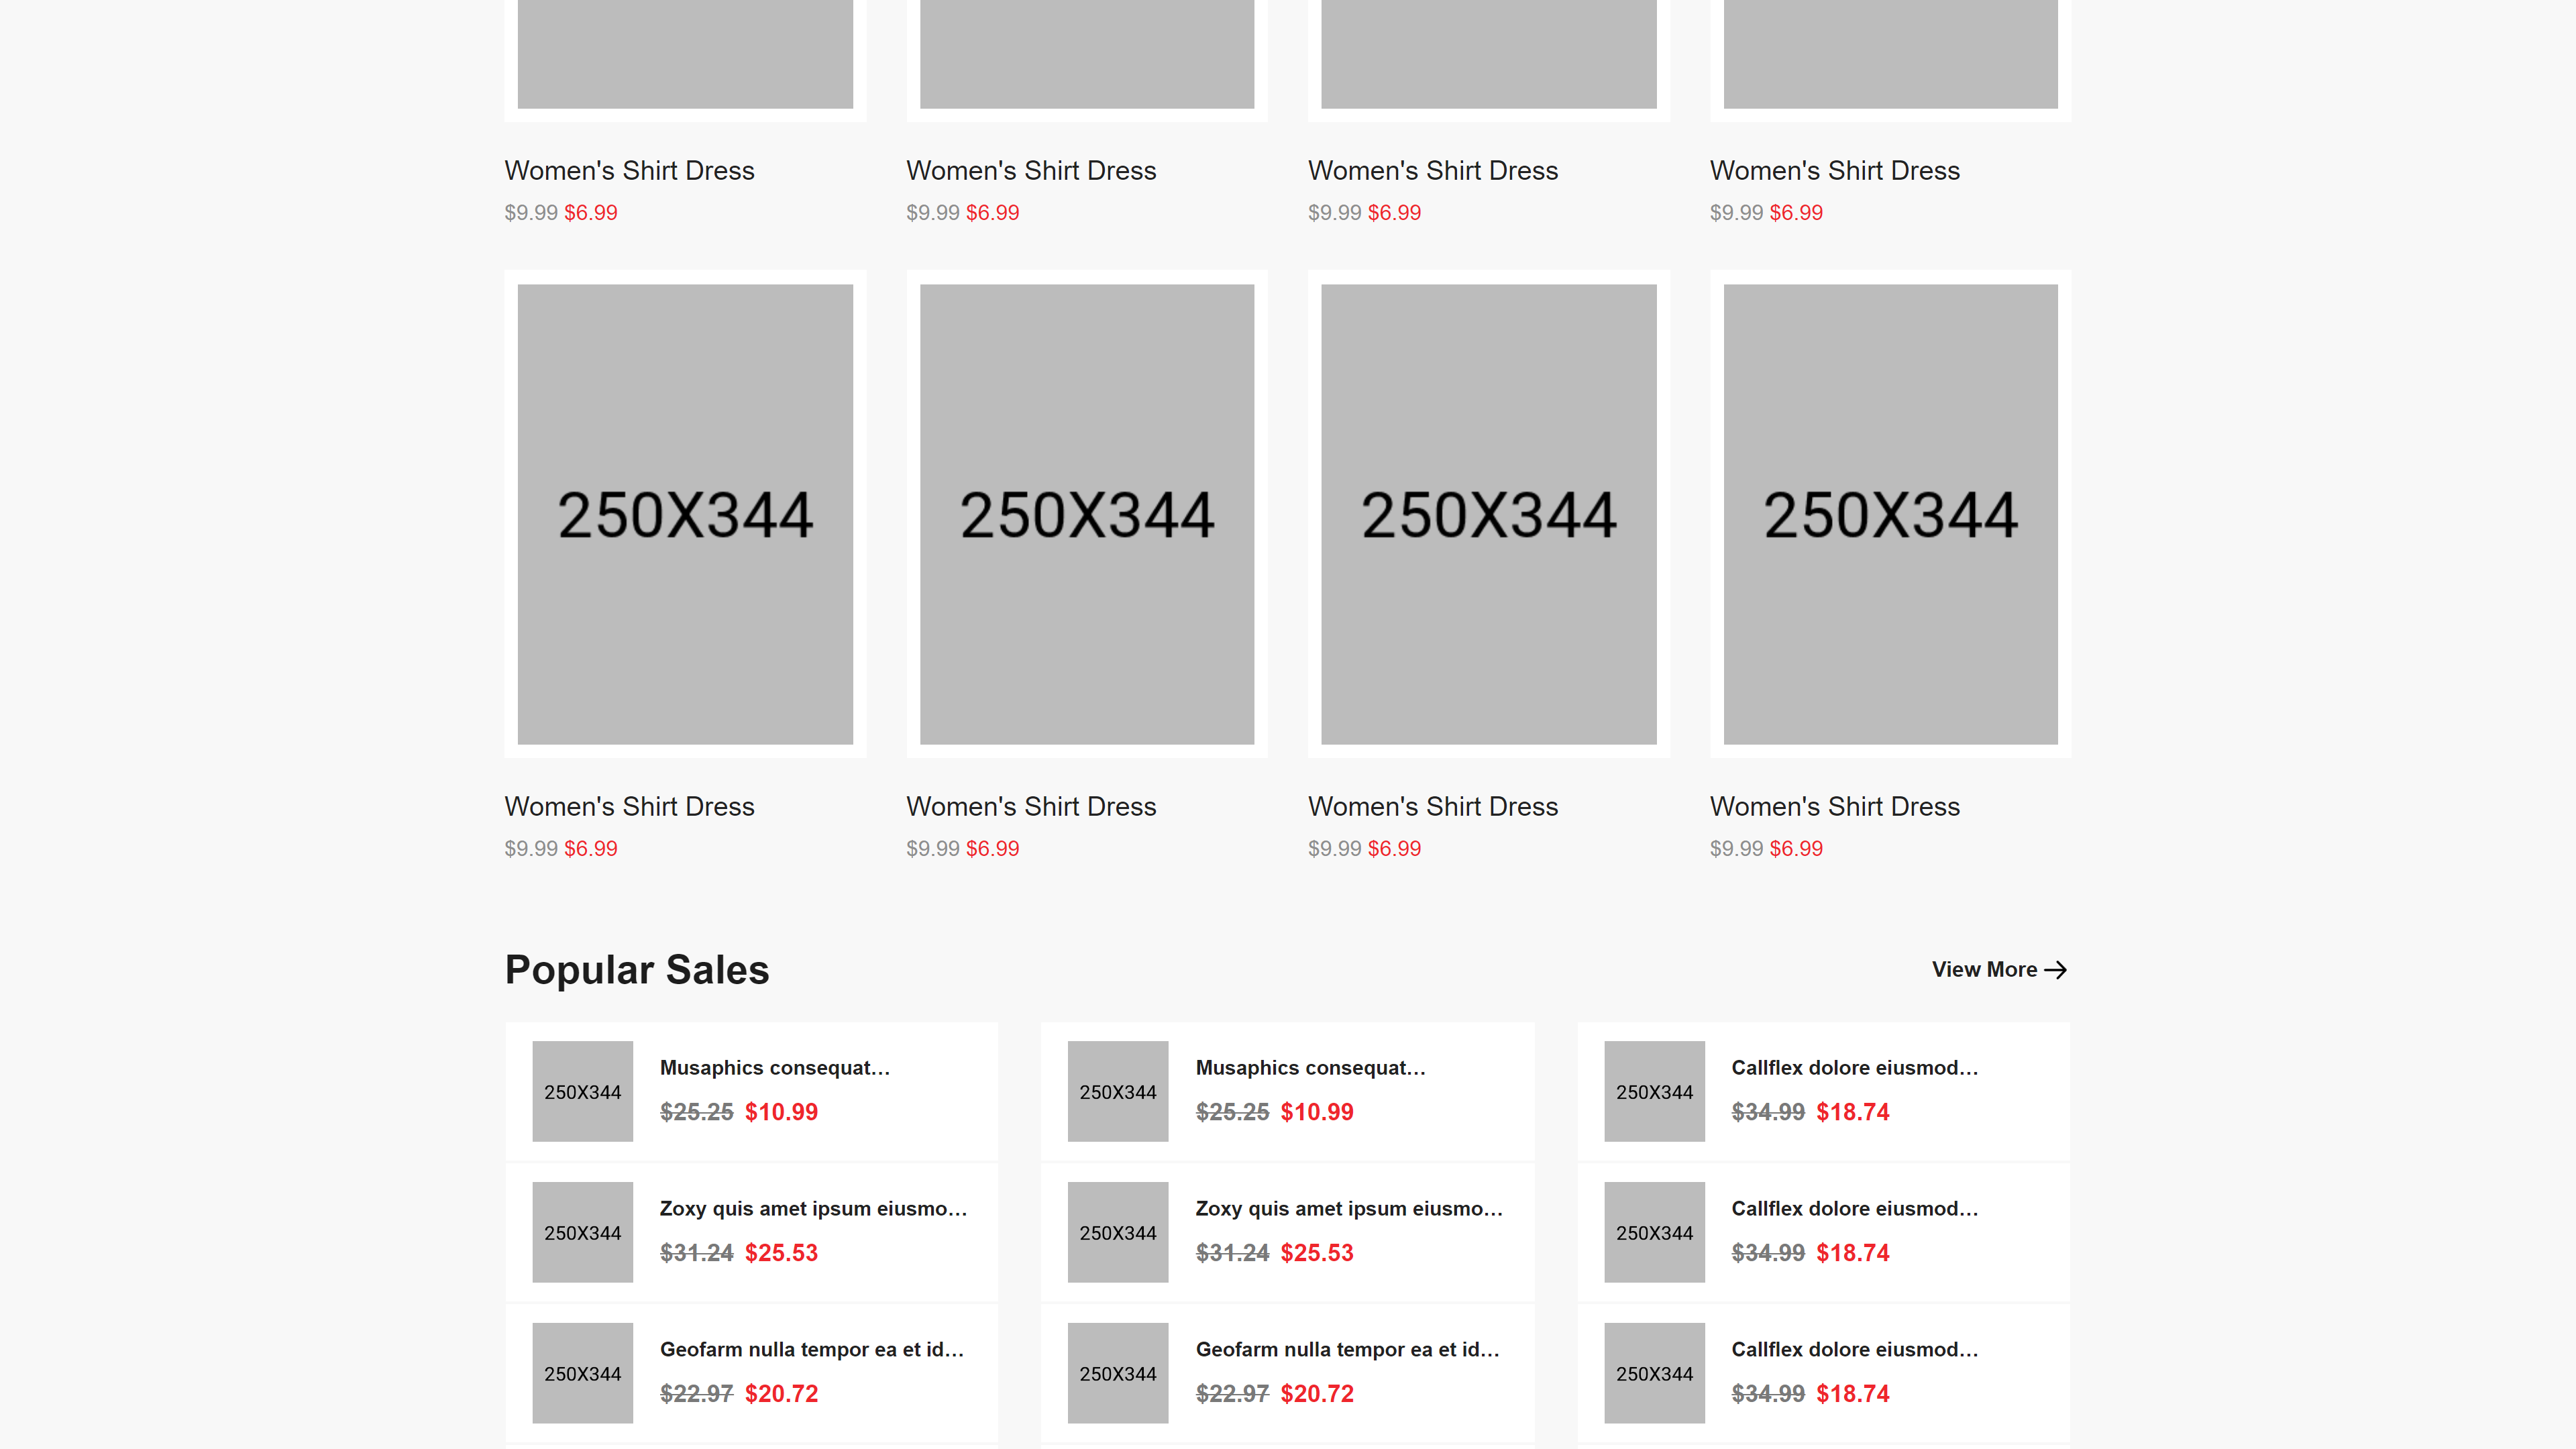 Women's Shirt Dress
$9.99 $6.99
Women's Shirt Dress
$9.99 $6.99
Women's Shirt Dress
$9.99 $6.99
Women's Shirt Dress
$9.99 $6.99
250X344
Women's Shirt Dress
$9.99 $6.99
250X344
Women's Shirt Dress
$9.99 $6.99
250X344
Women's Shirt Dress
$9.99 $6.99
250X344
Women's Shirt Dress
$9.99 $6.99
Popular Sales
View More
250X344
Musaphics consequat...
$25.25 $10.99
250X344
Zoxy quis amet ipsum eiusmo...
$31.24 $25.53
250X344
Geofarm nulla tempor ea et id...
$22.97 $20.72
250X344
Musaphics consequat...
$25.25 $10.99
250X344
Zoxy quis amet ipsum eiusmo...
$31.24 $25.53
250X344
Geofarm nulla tempor ea et id...
$22.97 $20.72
250X344
Callflex dolore eiusmod...
$34.99 $18.74
250X344
Callflex dolore eiusmod...
$34.99 $18.74
250X344
Callflex dolore eiusmod...
$34.99 $18.74